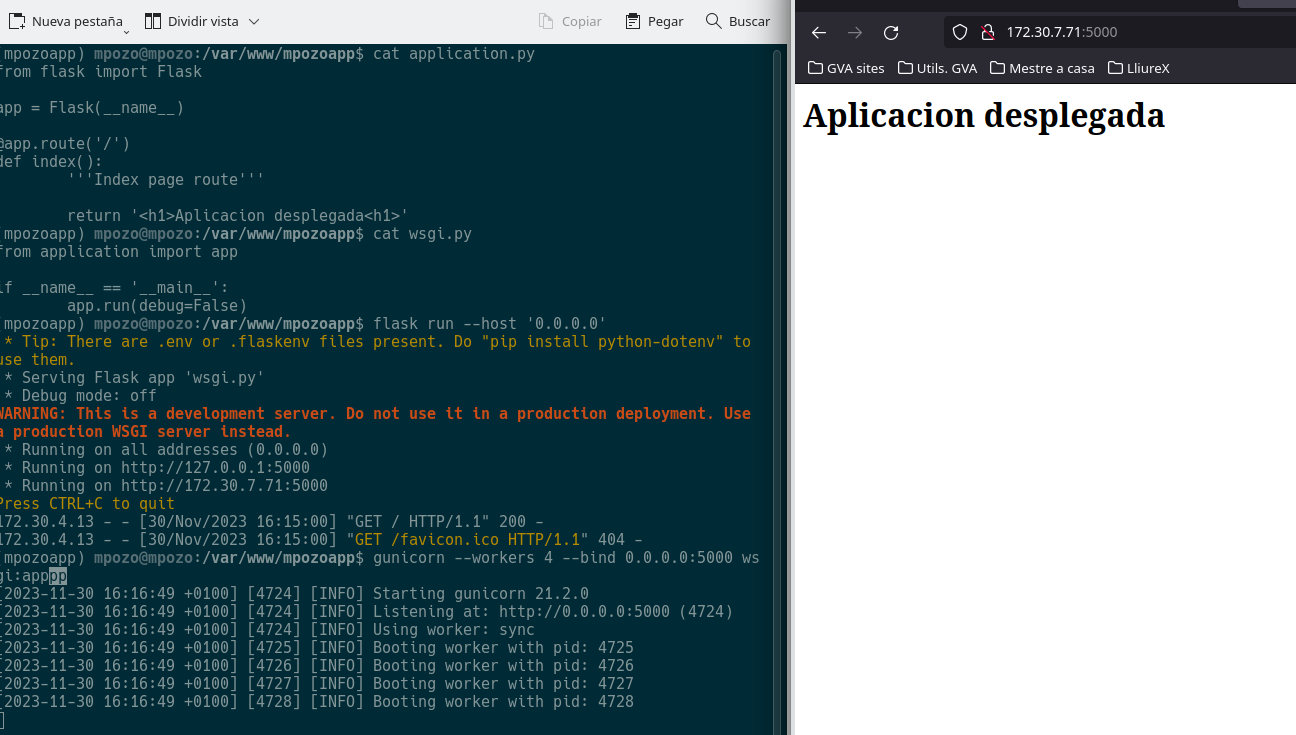 Nueva pestaña Dividir vista Copiar Pegar Buscar
mpozoapp) mpozo@mpozo:/var/www/mpozoapp$ cat application.py
from flask import Flask
app = Flask(__name__)
@app.route('/')
def index():
'''Index page route'''
return '<h1>Aplicacion desplegada<h1>'
mpozoapp) mpozo@mpozo:/var/www/mpozoapp$ cat wsgi.py
from application import app
if __name__ == '__main__':
app.run(debug=False)
mpozoapp) mpozo@mpozo:/var/www/mpozoapp$ flask run --host '0.0.0.0'
* Tip: There are .env or .flaskenv files present. Do "pip install python-dotenv" to
use them.
* Serving Flask app 'wsgi.py'
* Debug mode: off
WARNING: This is a development server. Do not use it in a production deployment. Use
a production WSGI server instead.
* Running on all addresses (0.0.0.0)
* Running on http://127.0.0.1:5000
* Running on http://172.30.7.71:5000
Press CTRL+C to quit
172.30.4.13 - - [30/Nov/2023 16:15:00] "GET / HTTP/1.1" 200 -
172.30.4.13 - - [30/Nov/2023 16:15:00] "GET /favicon.ico HTTP/1.1" 404 -
(mpozoapp) mpozo@mpozo:/var/www/mpozoapp$ gunicorn --workers 4 --bind 0.0.0.0:5000 ws
gi:apppp
[2023-11-30 16:16:49 +0100] [4724] [INFO] Starting gunicorn 21.2.0
[2023-11-30 16:16:49 +0100] [4724] [INFO] Listening at: http://0.0.0.0:5000 (4724)
[2023-11-30 16:16:49 +0100] [4724] [INFO] Using worker: sync
[2023-11-30 16:16:49 +0100] [4725] [INFO] Booting worker with pid: 4725
[2023-11-30 16:16:49 +0100] [4726] [INFO] Booting worker with pid: 4726
[2023-11-30 16:16:49 +0100] [4727] [INFO] Booting worker with pid: 4727
[2023-11-30 16:16:49 +0100] [4728] [INFO] Booting worker with pid: 4728
172.30.7.71:5000
GVA sites Utils. GVA Mestre a casa LliureX
Aplicacion desplegada